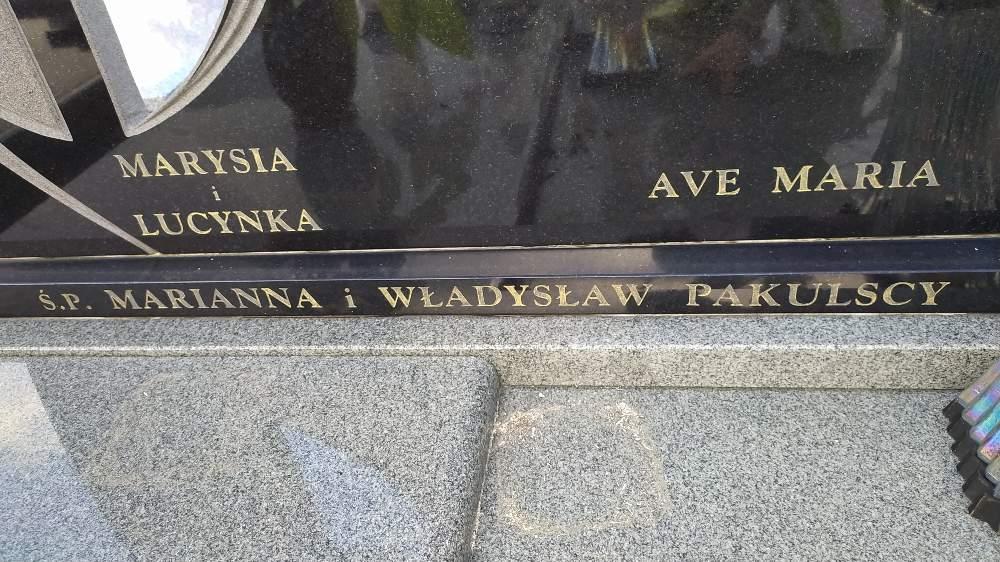 MARYSIA
i
LUCYNKA
AVE MARIA
Ś.P. MARIANNA i WŁADYSŁAW PAKULSCY